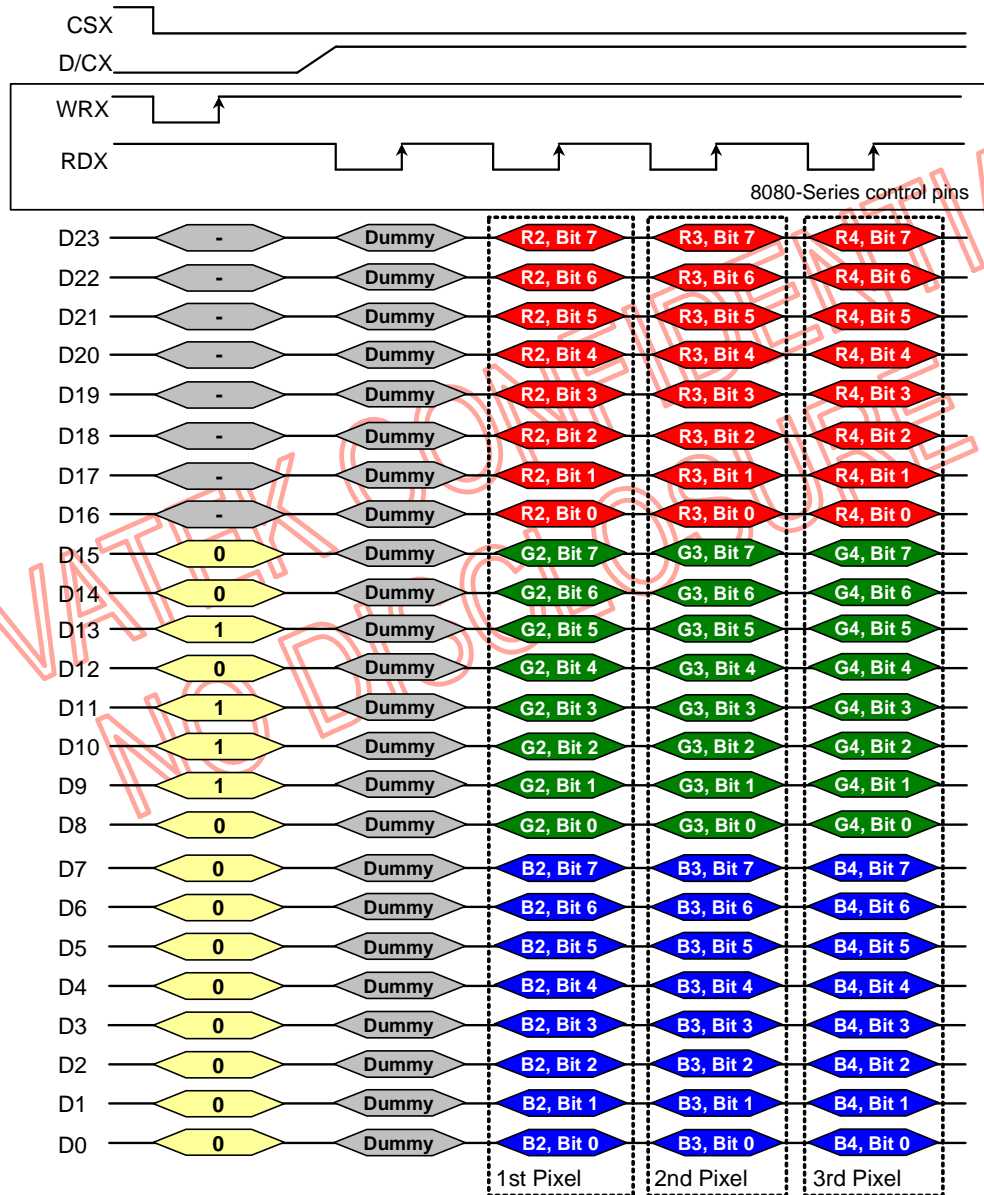 CSX
D/CX
WRX
RDX
8080-Series control pins
D23 - Dummy R2, Bit 7 R3, Bit 7 R4, Bit 7
D22 - Dummy R2, Bit 6 R3, Bit 6 R4, Bit 6
D21 - Dummy R2, Bit 5 R3, Bit 5 R4, Bit 5
D20 - Dummy R2, Bit 4 R3, Bit 4 R4, Bit 4
D19 - Dummy R2, Bit 3 R3, Bit 3 R4, Bit 3
D18 - Dummy R2, Bit 2 R3, Bit 2 R4, Bit 2
D17 - Dummy R2, Bit 1 R3, Bit 1 R4, Bit 1
D16 - Dummy R2, Bit 0 R3, Bit 0 R4, Bit 0
D15 0 Dummy G2, Bit 7 G3, Bit 7 G4, Bit 7
D14 0 Dummy G2, Bit 6 G3, Bit 6 G4, Bit 6
D13 1 Dummy G2, Bit 5 G3, Bit 5 G4, Bit 5
D12 0 Dummy G2, Bit 4 G3, Bit 4 G4, Bit 4
D11 1 Dummy G2, Bit 3 G3, Bit 3 G4, Bit 3
D10 1 Dummy G2, Bit 2 G3, Bit 2 G4, Bit 2
D9 1 Dummy G2, Bit 1 G3, Bit 1 G4, Bit 1
D8 0 Dummy G2, Bit 0 G3, Bit 0 G4, Bit 0
D7 0 Dummy B2, Bit 7 B3, Bit 7 B4, Bit 7
D6 0 Dummy B2, Bit 6 B3, Bit 6 B4, Bit 6
D5 0 Dummy B2, Bit 5 B3, Bit 5 B4, Bit 5
D4 0 Dummy B2, Bit 4 B3, Bit 4 B4, Bit 4
D3 0 Dummy B2, Bit 3 B3, Bit 3 B4, Bit 3
D2 0 Dummy B2, Bit 2 B3, Bit 2 B4, Bit 2
D1 0 Dummy B2, Bit 1 B3, Bit 1 B4, Bit 1
D0 0 Dummy B2, Bit 0 B3, Bit 0 B4, Bit 0
1st Pixel 2nd Pixel 3rd Pixel
VATEK CONFIDENTIA
NO DISCLOSURE